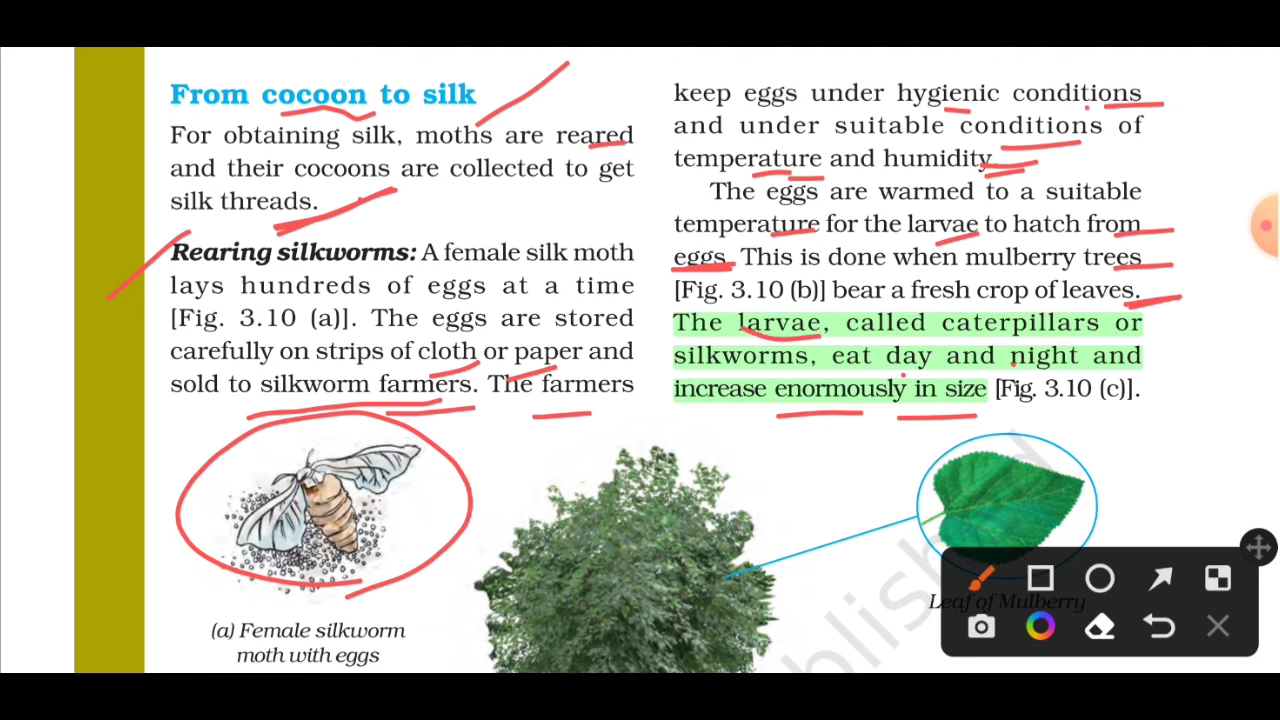 From cocoon to silk
For obtaining silk, moths are reared
and their cocoons are collected to get
silk threads.
Rearing silkworms: A female silk moth
lays hundreds of eggs at a time
[Fig. 3.10 (a)]. The eggs are stored
carefully on strips of cloth or paper and
sold to silkworm farmers. The farmers
(a) Female silkworm
moth with eggs
keep eggs under hygienic conditions
and under suitable conditions of
temperature and humidity.
The eggs are warmed to a suitable
temperature for the larvae to hatch from
eggs. This is done when mulberry trees
[Fig. 3.10 (b)] bear a fresh crop of leaves.
The larvae, called caterpillars or
silkworms, eat day and night and
increase enormously in size [Fig. 3.10 (c)].
Leaf of Mulberry